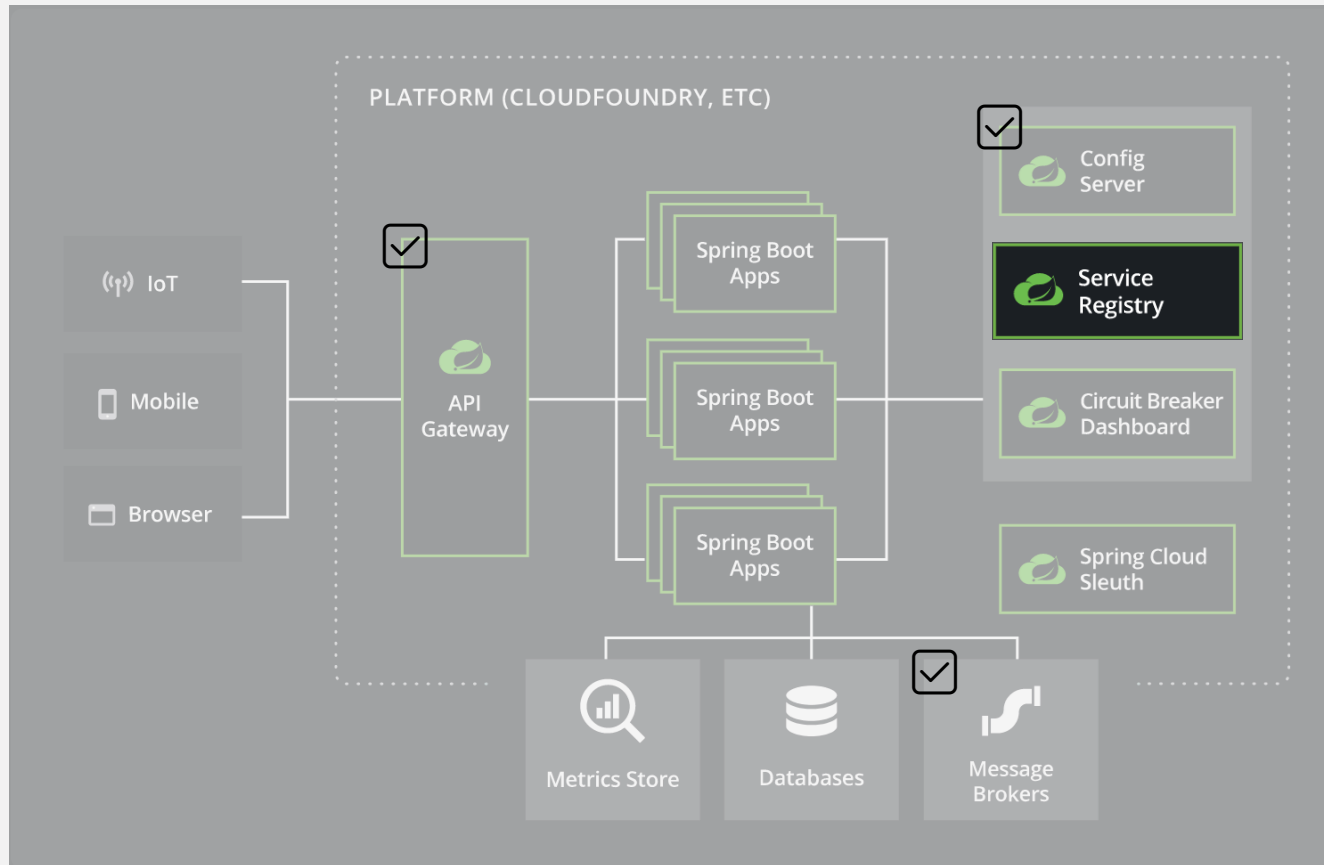 PLATFORM (CLOUDFOUNDRY, ETC)
IoT
Mobile
Browser
API
Gateway
Spring Boot
Apps
Spring Boot
Apps
Spring Boot
Apps
Config
Server
Service
Registry
Circuit Breaker
Dashboard
Spring Cloud
Sleuth
Metrics Store
Databases
Message
Brokers